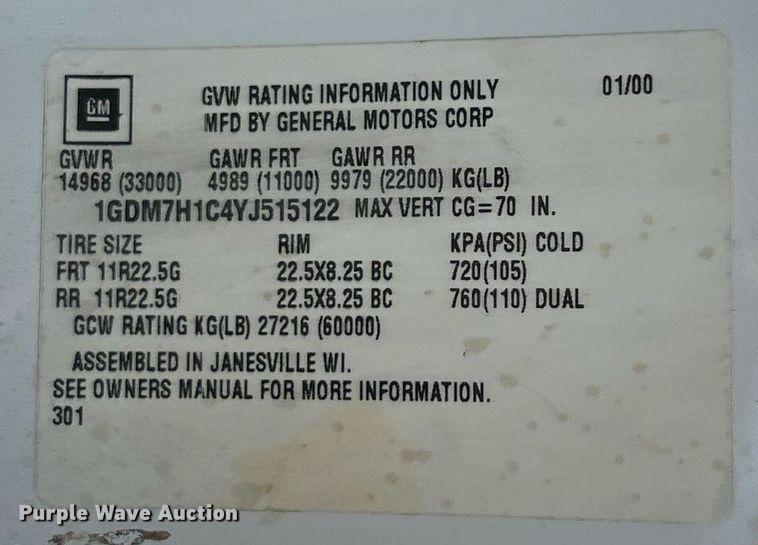 GM
GVW RATING INFORMATION ONLY 01/00
MFD BY GENERAL MOTORS CORP
GVWR GAWR FRT GAWR RR
14968 (33000) 4989 (11000) 9979 (22000) KG(LB)
1GDM7H1C4YJ515122 MAX VERT CG=70 IN.
TIRE SIZE RIM KPA(PSI) COLD
FRT 11R22.5G 22.5X8.25 BC 720(105)
RR 11R22.5G 22.5X8.25 BC 760(110) DUAL
GCW RATING KG(LB) 27216 (60000)
ASSEMBLED IN JANESVILLE WI.
SEE OWNERS MANUAL FOR MORE INFORMATION.
301
Purple Wave Auction